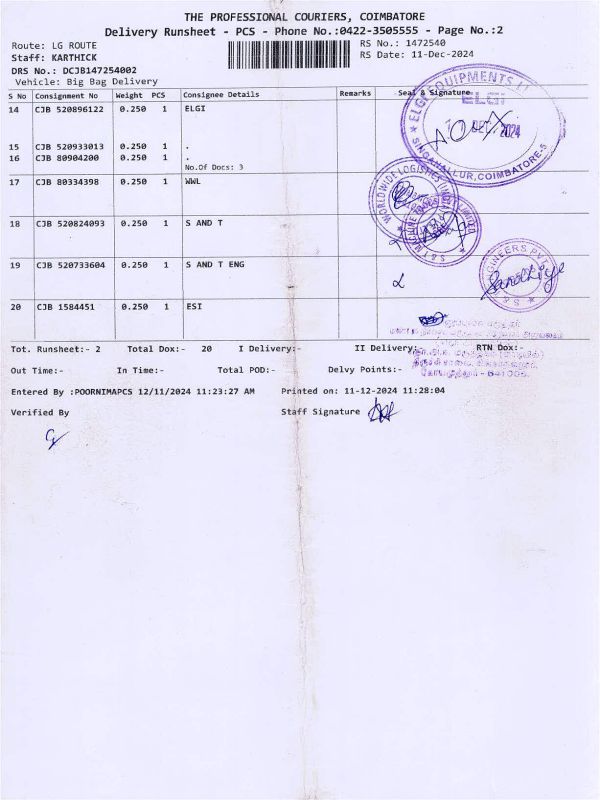 THE PROFESSIONAL COURIERS, COIMBATORE
Delivery Runsheet - PCS - Phone No.:0422-3505555 - Page No.:2
Route: LG ROUTE
RS No.: 1472540
Staff: KARTHICK
RS Date: 11-Dec-2024
DRS No.: DCJB147254002
Vehicle: Big Bag Delivery
S No Consignment No Weight PCS Consignee Details Remarks Seal & Signature
14 CJB 520896122 0.250 1 ELGI
15 CJB 520933013 0.250 1 .
16 CJB 80904200 0.250 1 .
No.Of Docs: 3
17 CJB 80334398 0.250 1 WWL
18 CJB 520824093 0.250 1 S AND T
19 CJB 520733604 0.250 1 S AND T ENG
20 CJB 1584451 0.250 1 ESI
ELGI EQUIPMENTS
ELGI
DEC 2024
SINGANALLUR, COIMBATORE-5
WORLDWIDE LOGISTICS
S & T
Tot. Runsheet:- 2 Total Dox:- 20 I Delivery:- II Delivery:- RTN Dox:-
Out Time:- In Time:- Total POD:- Delvy Points:-
Entered By :POORNIMAPCS 12/11/2024 11:23:27 AM Printed on: 11-12-2024 11:28:04
Verified By Staff Signature